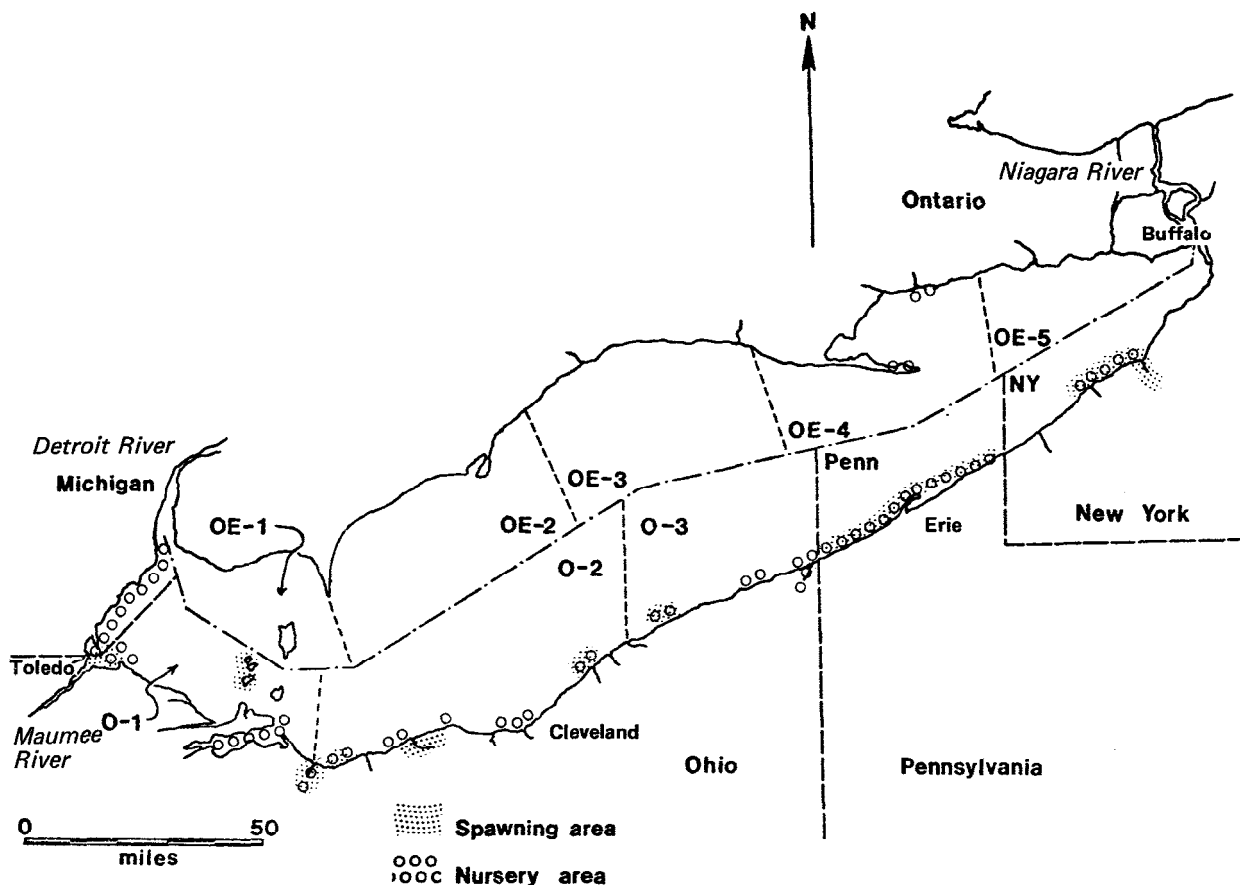 N
Niagara River
Ontario
Buffalo
OE-5
NY
Detroit River
Michigan
OE-4
Penn
OE-3
OE-1
OE-2
O-3
Erie
New York
O-2
Toledo
O-1
Maumee
River
Cleveland
Ohio
Pennsylvania
0
50
miles
Spawning area
Nursery area